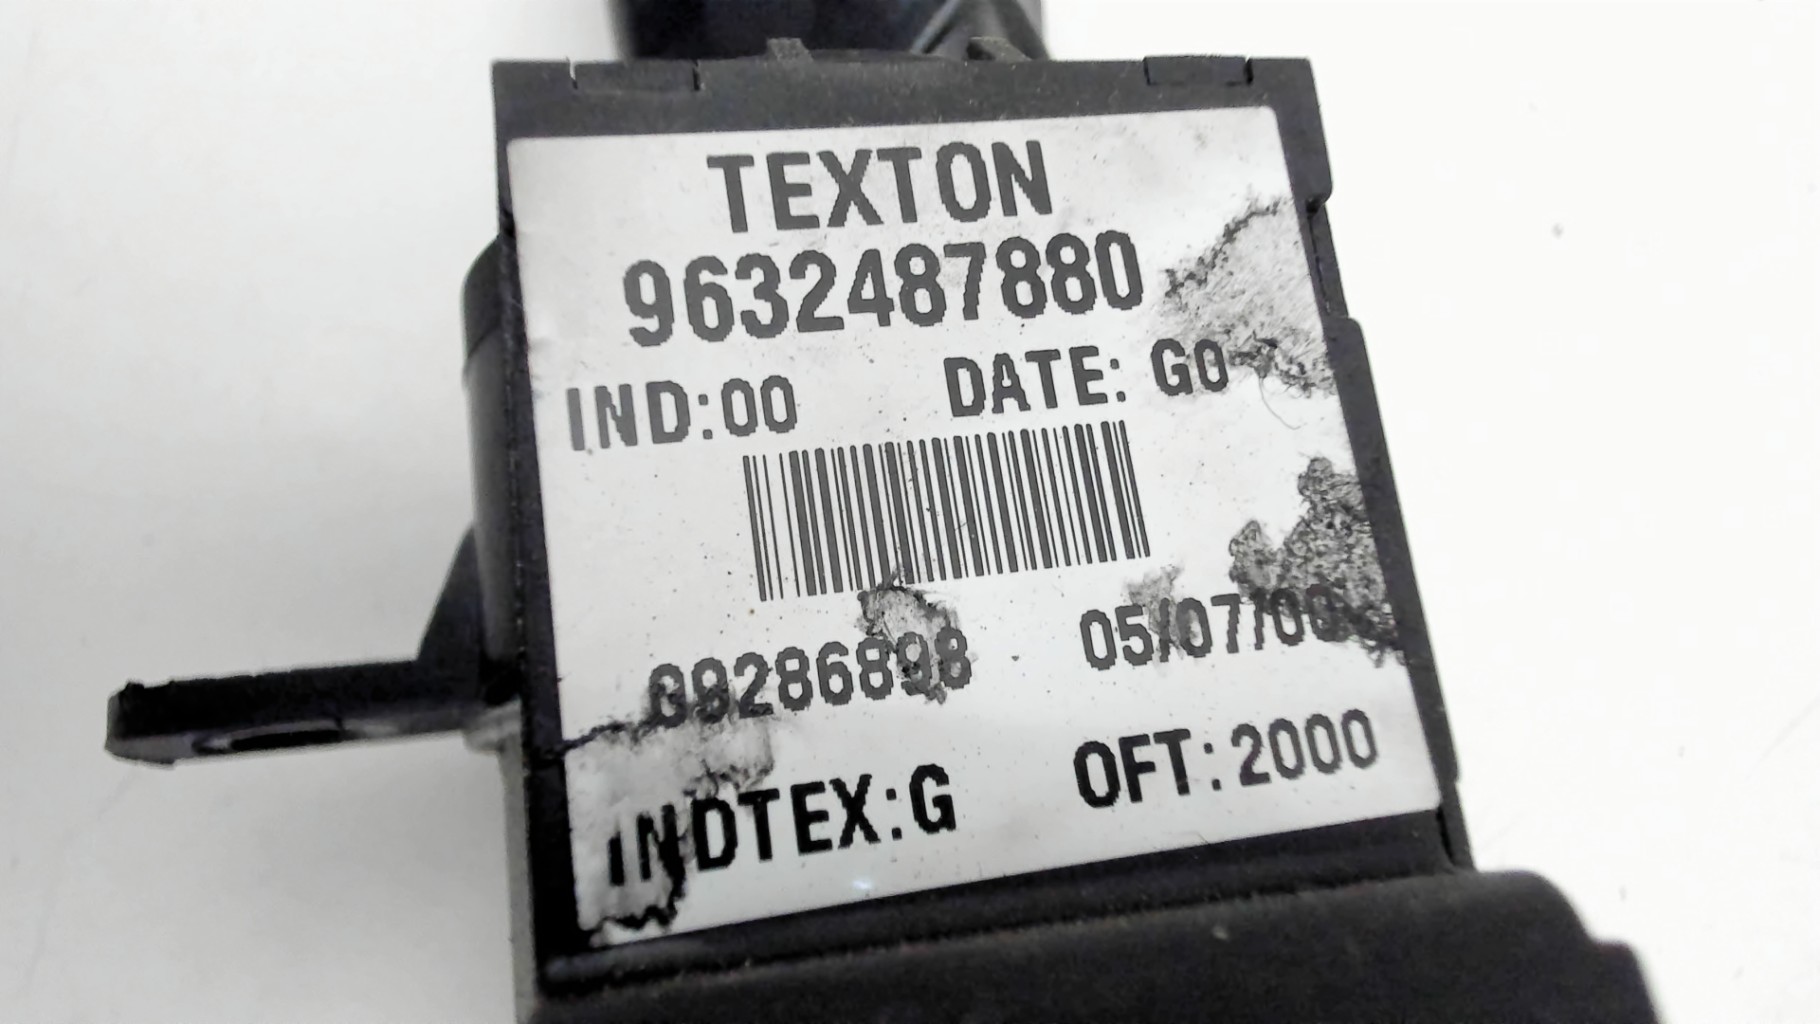 TEXTON
9632487880
IND:00 DATE: G0
05/07/00
INDTEX:G OFT:2000